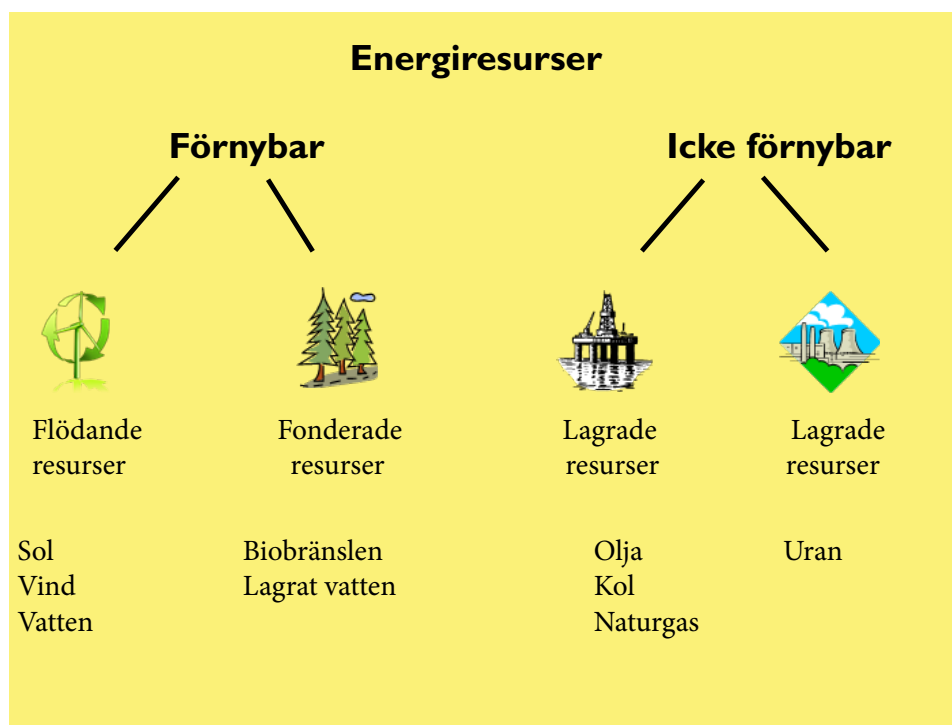 Energiresurser
Förnybar
Icke förnybar
Flödande
resurser
Fonderade
resurser
Lagrade
resurser
Lagrade
resurser
Sol
Vind
Vatten
Biobränslen
Lagrat vatten
Olja
Kol
Naturgas
Uran